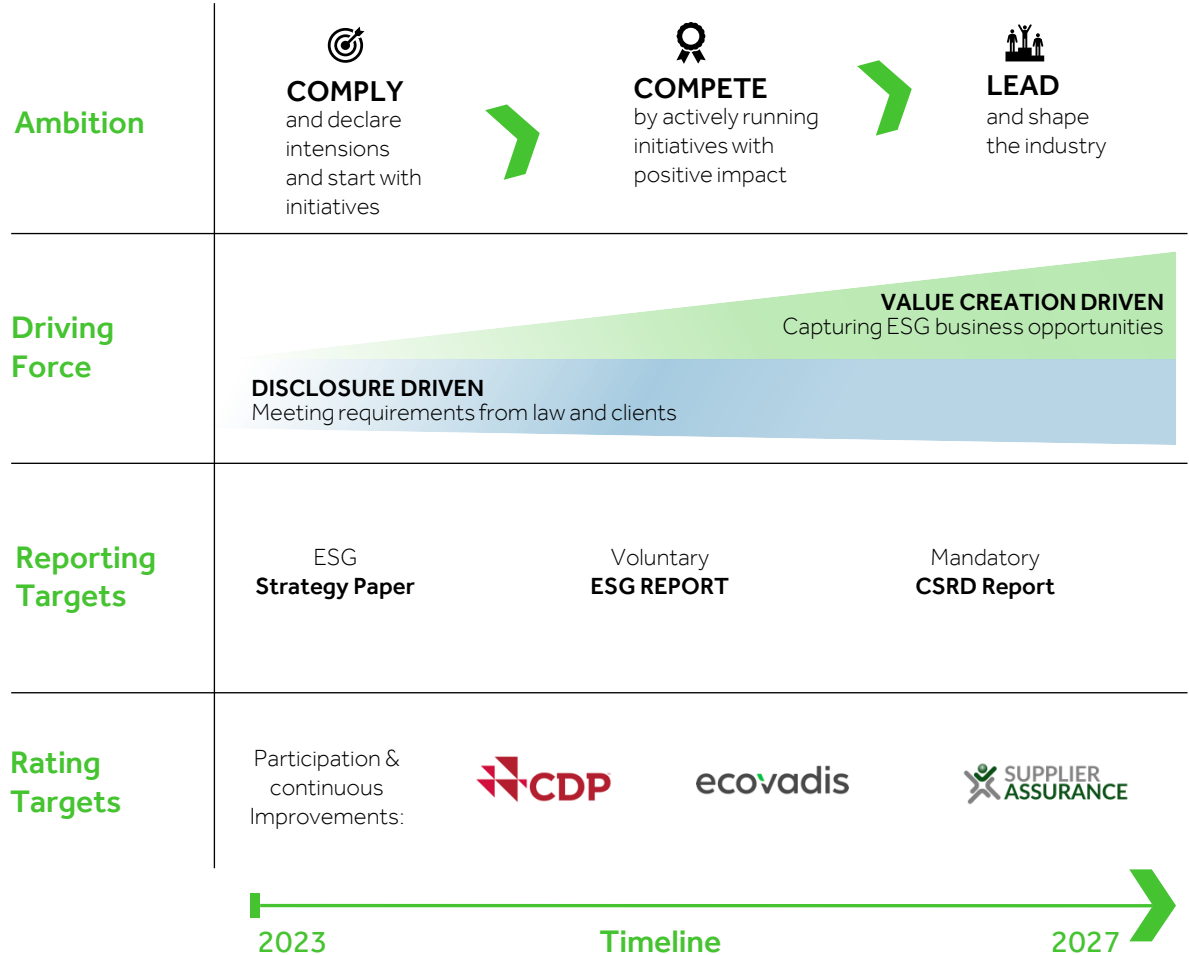 Ambition
COMPLY
and declare
intensions
and start with
initiatives
COMPETE
by actively running
initiatives with
positive impact
LEAD
and shape
the industry
Driving
Force
VALUE CREATION DRIVEN
Capturing ESG business opportunities
DISCLOSURE DRIVEN
Meeting requirements from law and clients
Reporting
Targets
ESG
Strategy Paper
Voluntary
ESG REPORT
Mandatory
CSRD Report
Rating
Targets
Participation &
continuous
Improvements:
CDP
ecovadis
SUPPLIER
ASSURANCE
2023
Timeline
2027